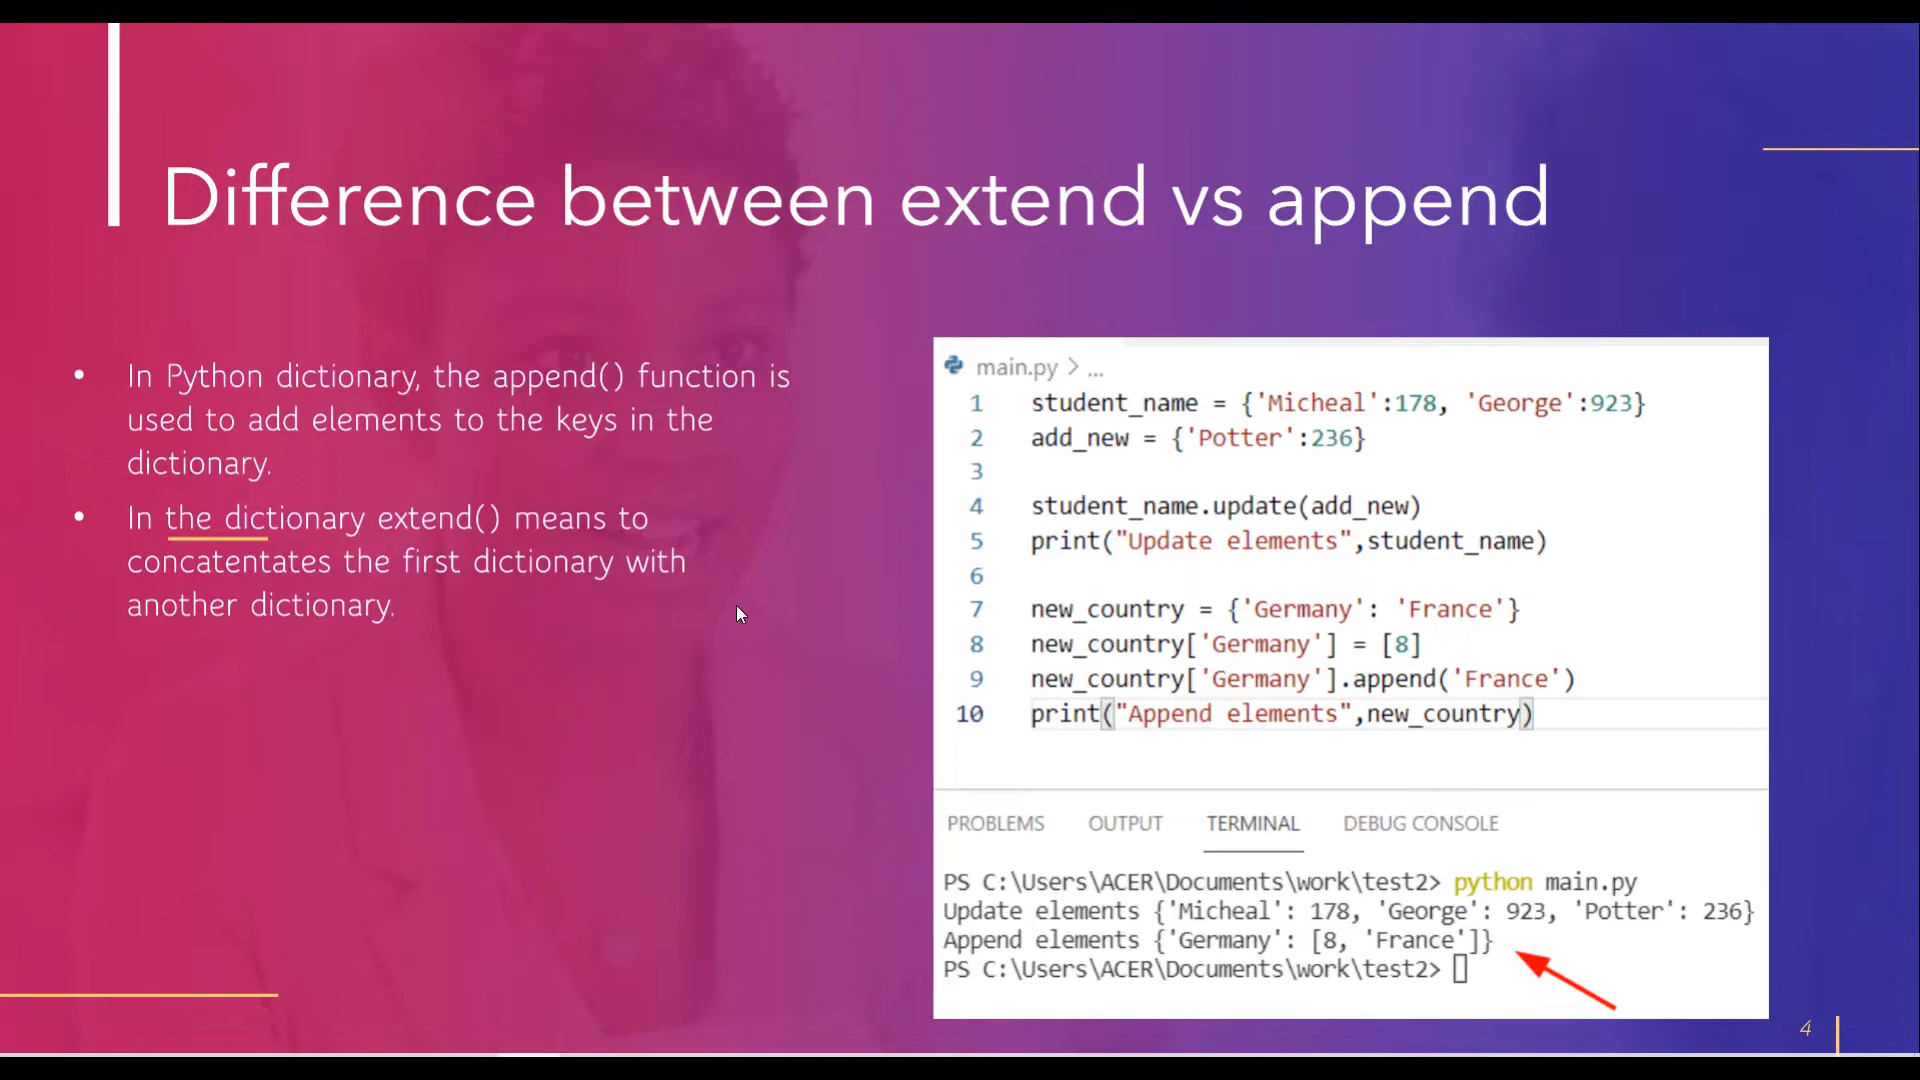 Difference between extend vs append
• In Python dictionary, the append() function is
used to add elements to the keys in the
dictionary.
• In the dictionary extend() means to
concatentates the first dictionary with
another dictionary.
main.py > ...
1 student_name = {'Micheal':178, 'George':923}
2 add_new = {'Potter':236}
3
4 student_name.update(add_new)
5 print("Update elements",student_name)
6
7 new_country = {'Germany': 'France'}
8 new_country['Germany'] = [8]
9 new_country['Germany'].append('France')
10 print("Append elements",new_country)
PROBLEMS OUTPUT TERMINAL DEBUG CONSOLE
PS C:\Users\ACER\Documents\work\test2> python main.py
Update elements {'Micheal': 178, 'George': 923, 'Potter': 236}
Append elements {'Germany': [8, 'France']}
PS C:\Users\ACER\Documents\work\test2>
4